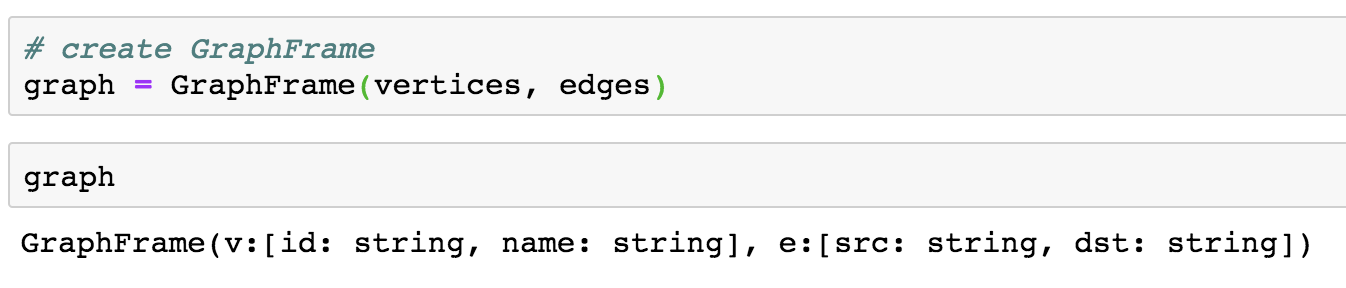 # create GraphFrame
graph = GraphFrame(vertices, edges)
graph
GraphFrame(v:[id: string, name: string], e:[src: string, dst: string])